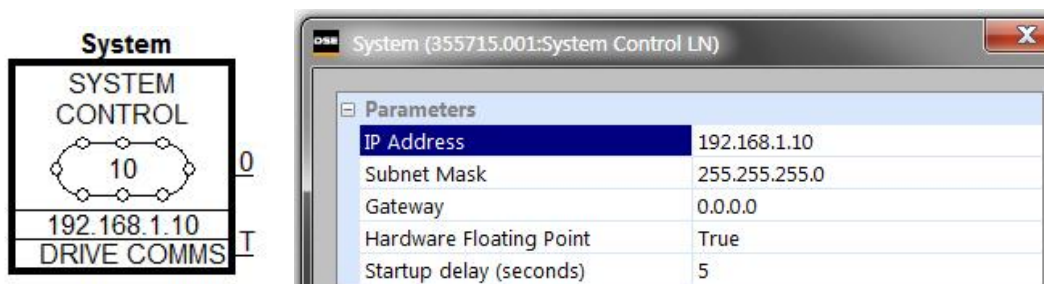 System
SYSTEM
CONTROL
10
0
192.168.1.10
DRIVE COMMS
T
DSE System (355715.001:System Control LN) X
Parameters
IP Address 192.168.1.10
Subnet Mask 255.255.255.0
Gateway 0.0.0.0
Hardware Floating Point True
Startup delay (seconds) 5